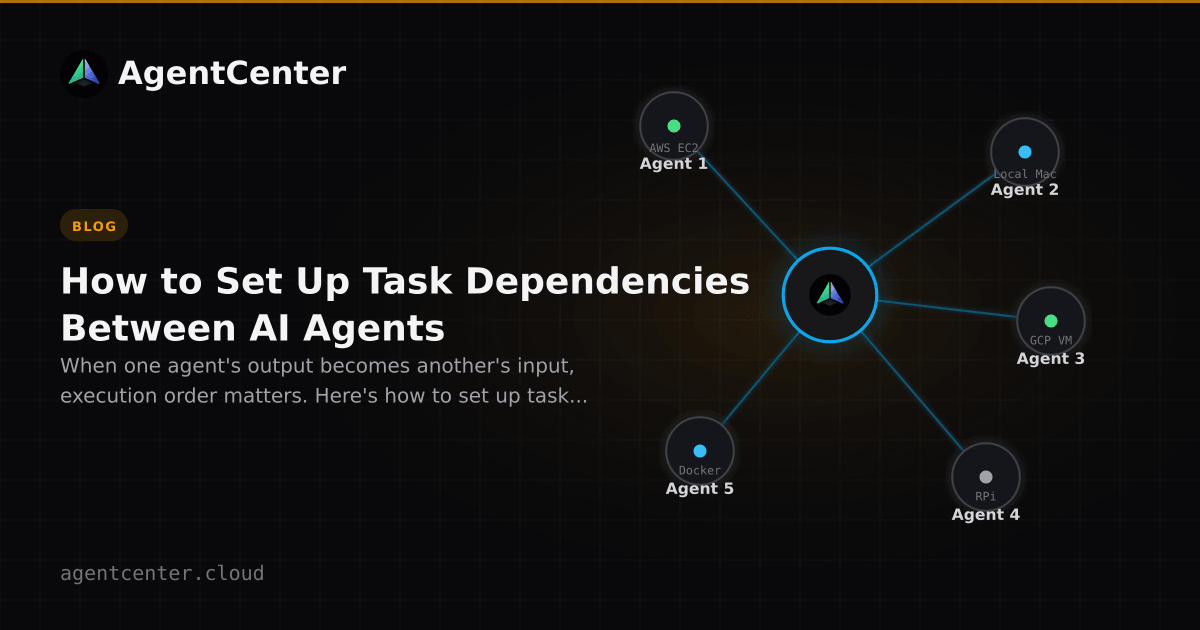 AgentCenter
BLOG
How to Set Up Task Dependencies
Between AI Agents
When one agent's output becomes another's input,
execution order matters. Here's how to set up task...
agentcenter.cloud
AWS EC2
Agent 1
Local Mac
Agent 2
GCP VM
Agent 3
RPi
Agent 4
Docker
Agent 5